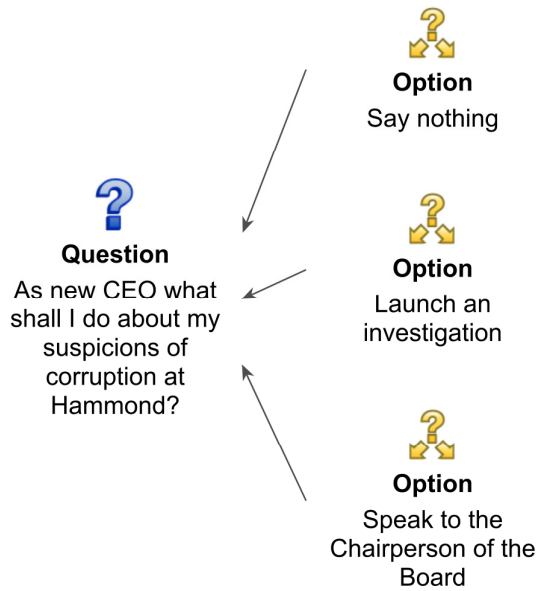 Question
As new CEO what
shall I do about my
suspicions of
corruption at
Hammond?
Option
Say nothing
Option
Launch an
investigation
Option
Speak to the
Chairperson of the
Board